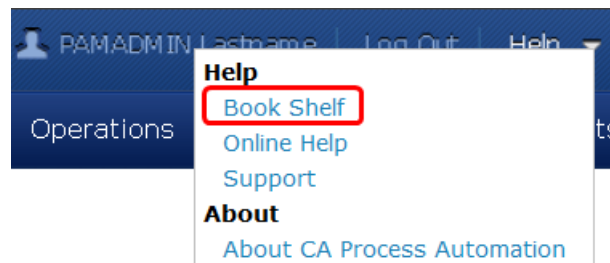 PAMADMIN Lastname Log Out Help
Help
Book Shelf
Operations
Online Help
Support
About
About CA Process Automation